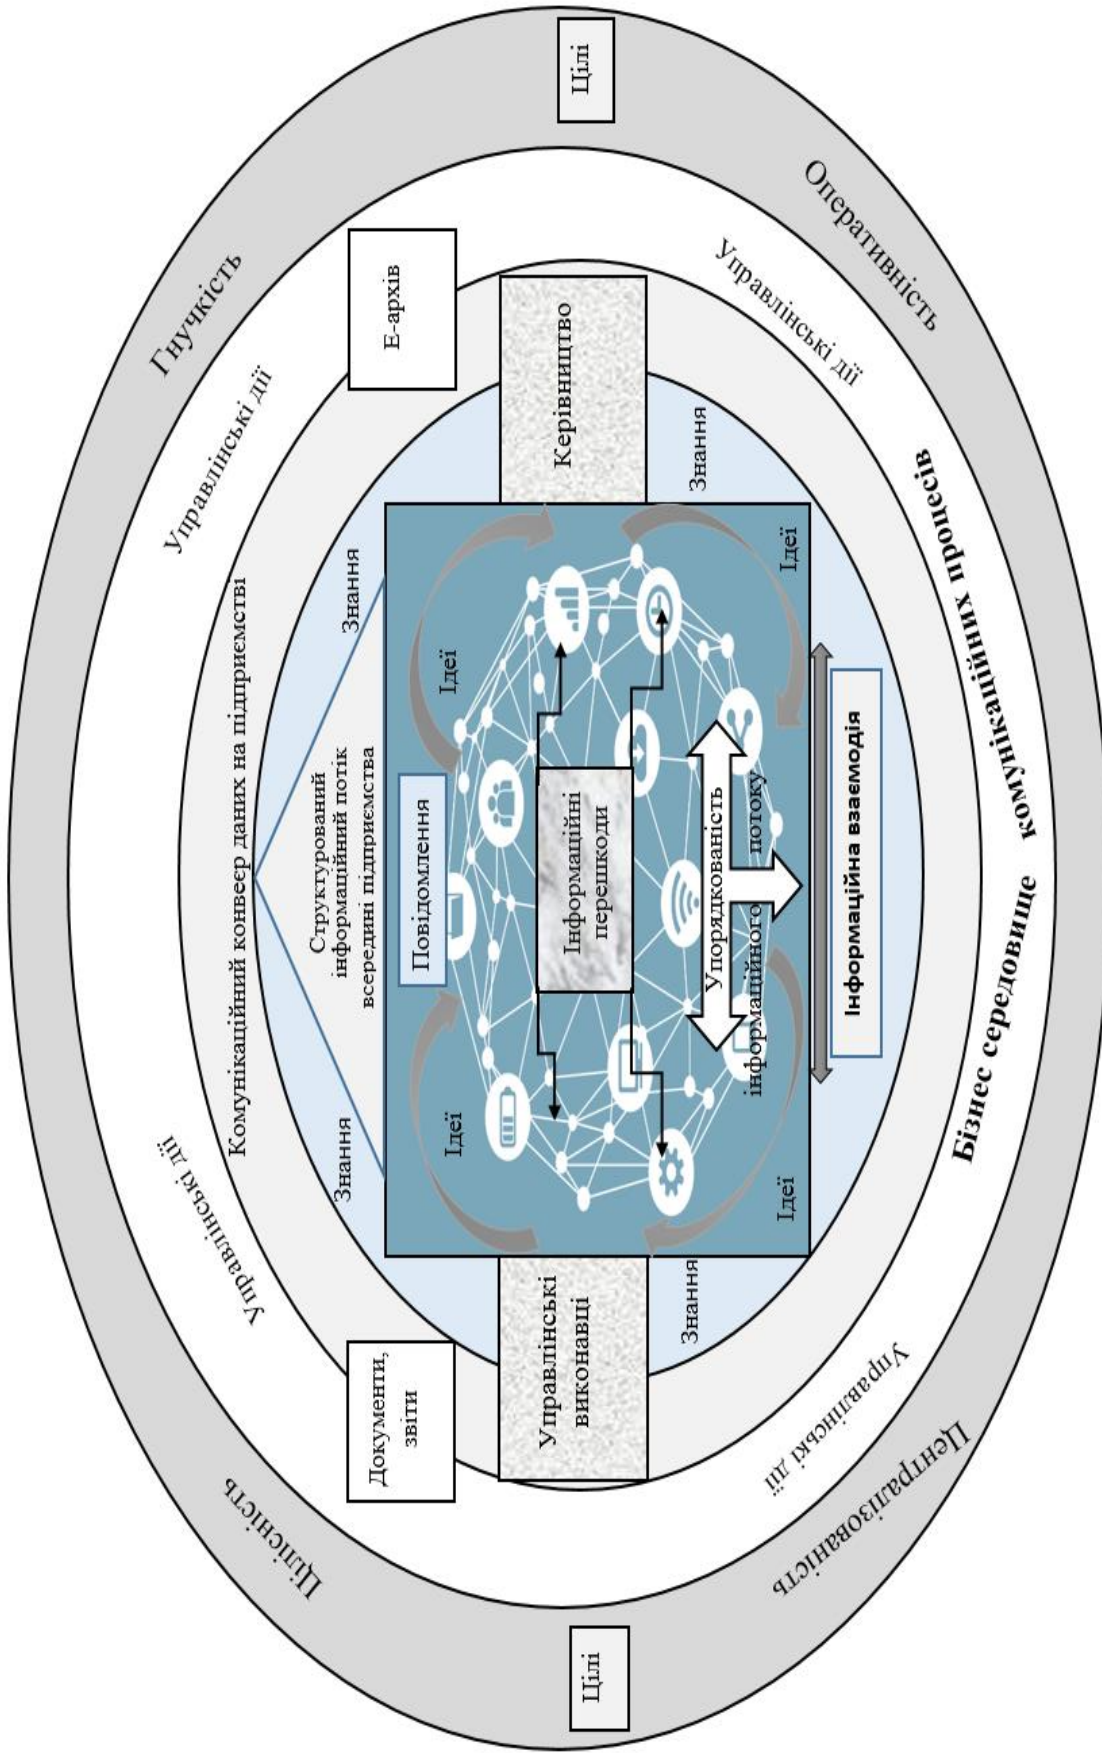 Цілі
Цілісність
Гнучкість
Управлінські дії
Управлінські дії
Комунікаційний конвеєр даних на підприємстві
Документи,
звіти
Е-архів
Знання
Знання
Структурований
інформаційний потік
всередині підприємства
Повідомлення
Ідеї
Ідеї
Управлінські
виконавці
Інформаційні
перешкоди
Керівництво
Цілі
Упорядкованість
інформаційного потоку
Знання
Знання
Ідеї
Ідеї
Інформаційна взаємодія
Управлінські дії
Управлінські дії
Бізнес середовище комунікаційних процесів
Централізованість
Оперативність